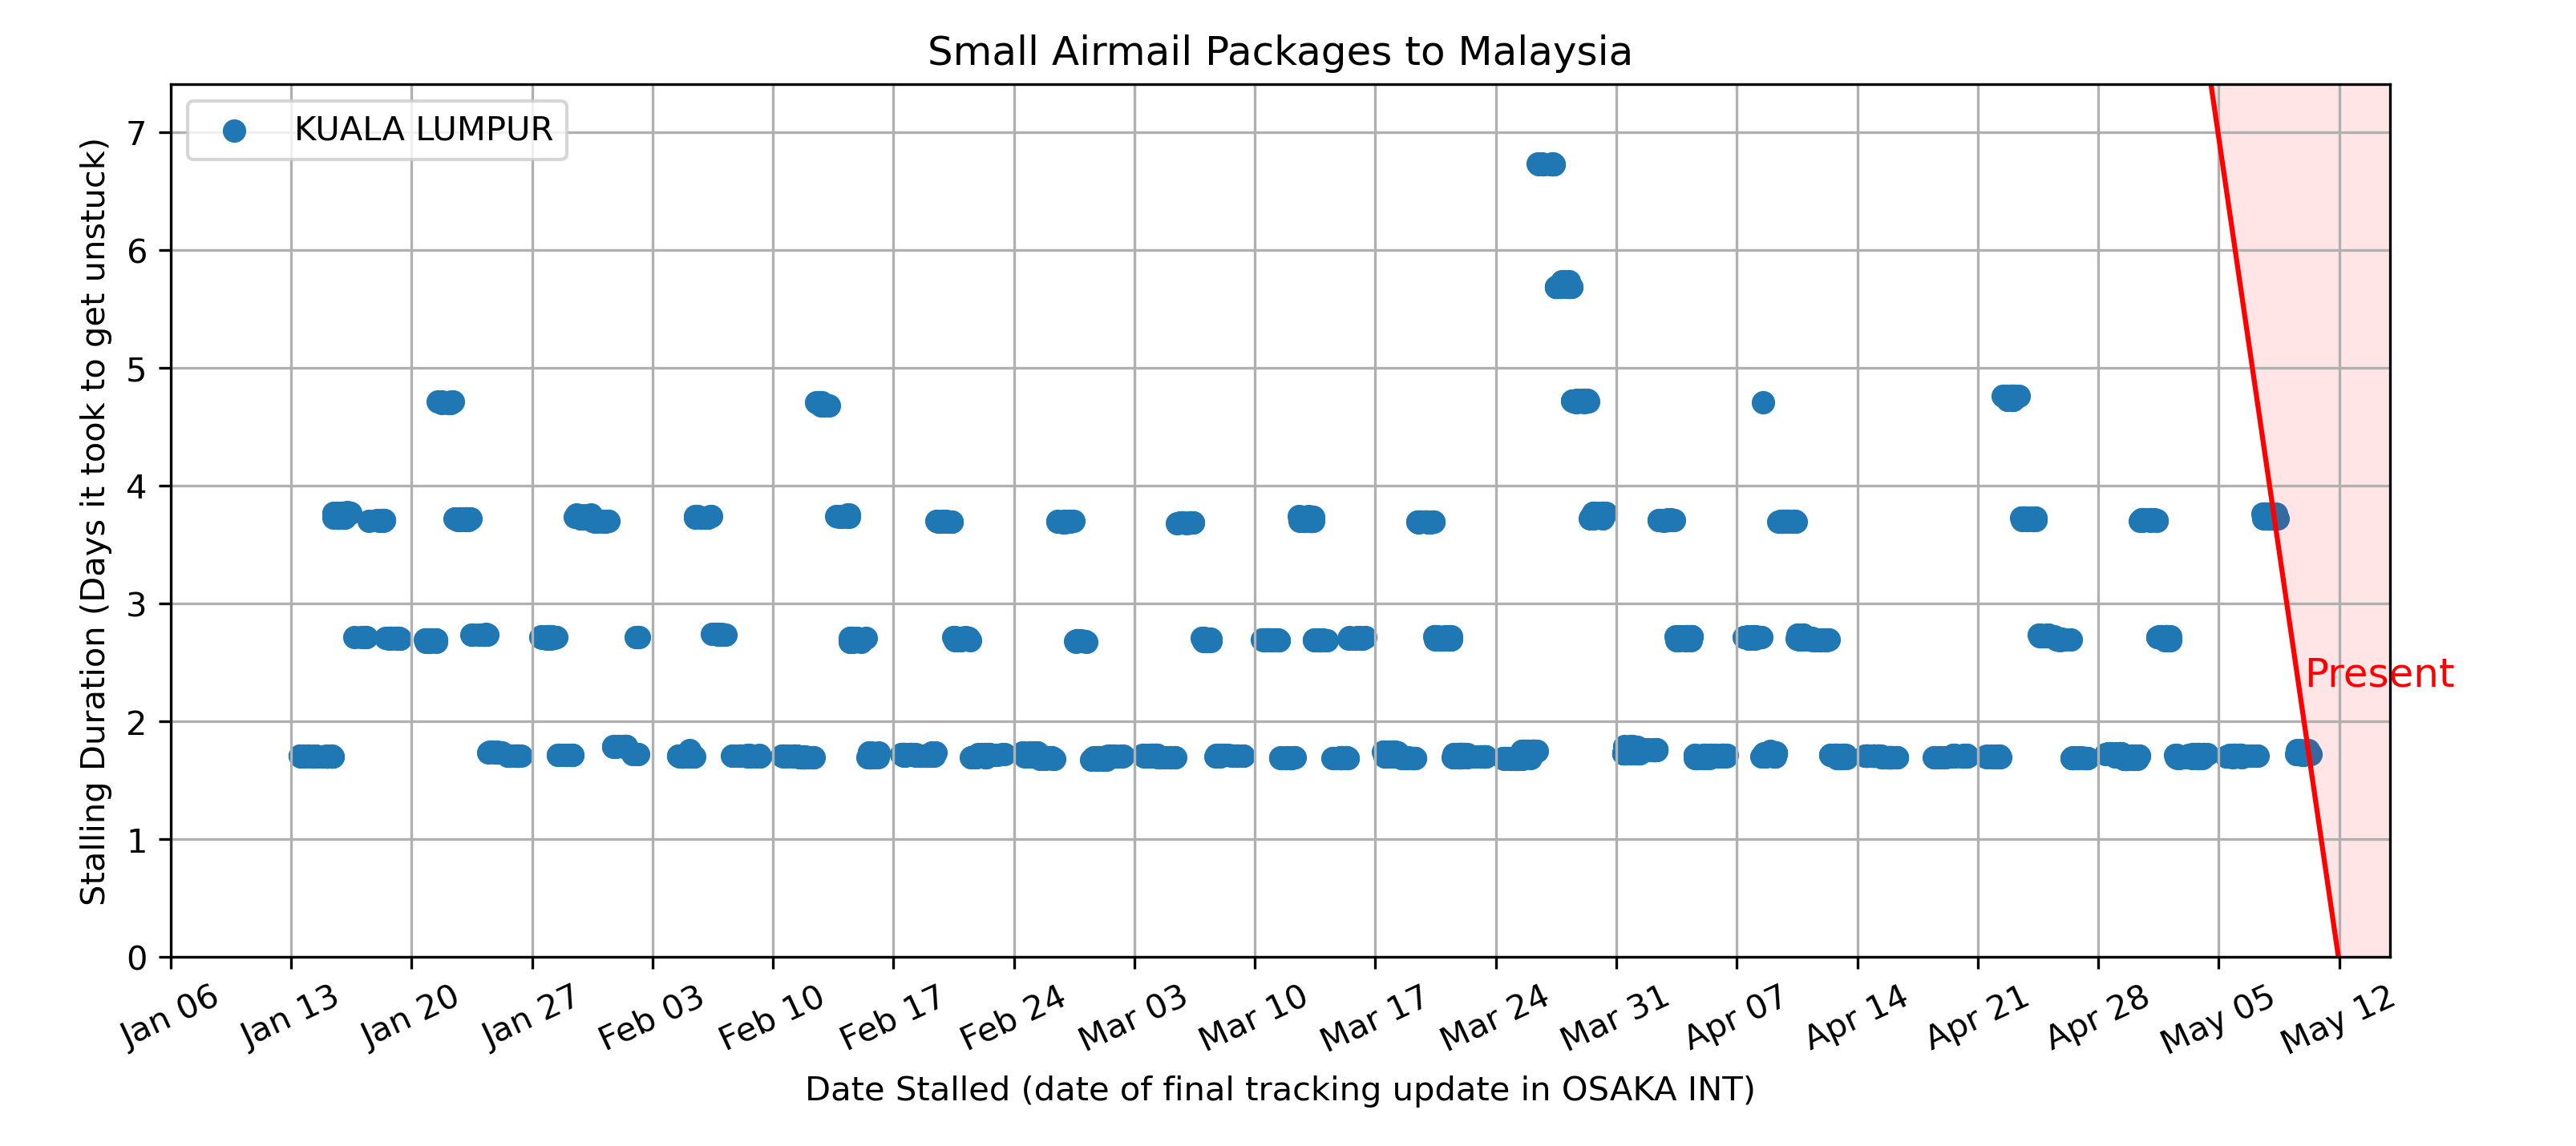 Small Airmail Packages to Malaysia
KUALA LUMPUR
Stalling Duration (Days it took to get unstuck)
7
6
5
4
3
2
1
0
Present
Jan 06
Jan 13
Jan 20
Jan 27
Feb 03
Feb 10
Feb 17
Feb 24
Mar 03
Mar 10
Mar 17
Mar 24
Mar 31
Apr 07
Apr 14
Apr 21
Apr 28
May 05
May 12
Date Stalled (date of final tracking update in OSAKA INT)